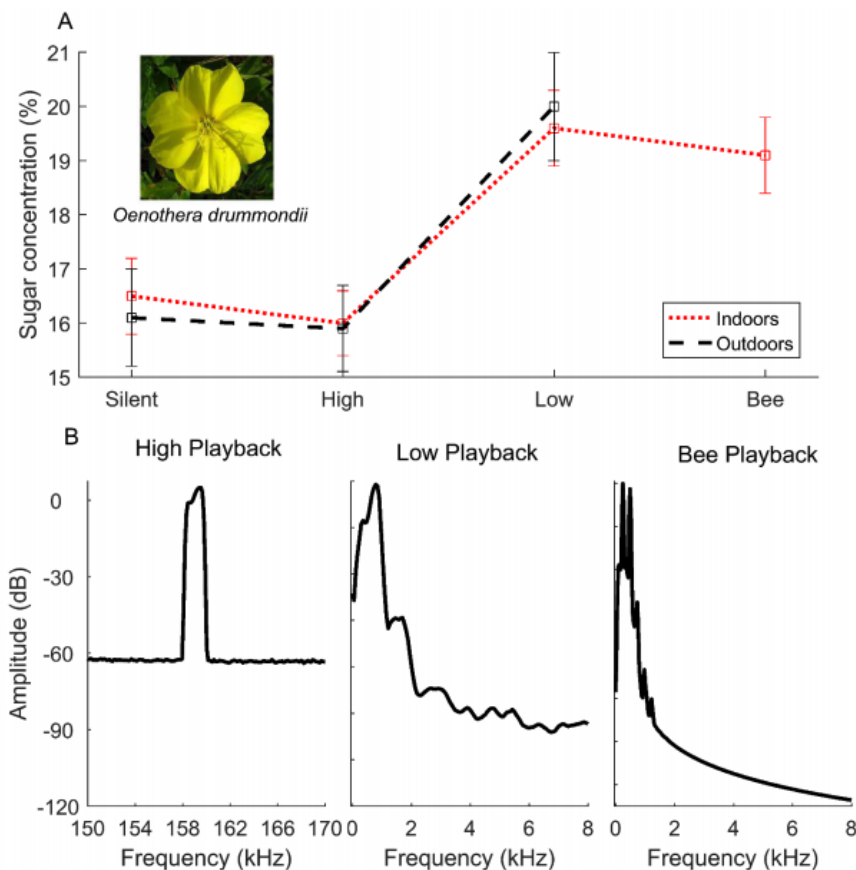 A
21
20
19
18
17
16
15
Sugar concentration (%)
Oenothera drummondii
Indoors
Outdoors
Silent High Low Bee
B
High Playback Low Playback Bee Playback
0
-30
-60
-90
-120
Amplitude (dB)
150 154 158 162 166 170 0 2 4 6 8 0 2 4 6 8
Frequency (kHz) Frequency (kHz) Frequency (kHz)